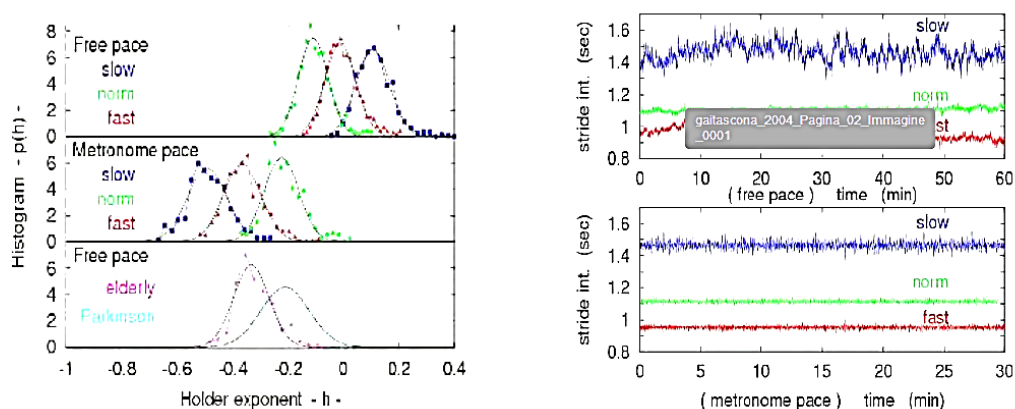 Histogram - p(h) -
8
Free pace
6
slow
4
norm
2
fast
0
Metronome pace
6
slow
4
norm
2
fast
0
Free pace
6
elderly
4
Parkinson
2
0
-1 -0.8 -0.6 -0.4 -0.2 0 0.2 0.4
Holder exponent - h -
stride int. (sec)
slow
1.6
1.4
1.2
norm
1
gaitascona_2004_Pagina_02_Immagine
_0001
st
0.8
0 10 20 30 40 50 60
( free pace ) time (min)
stride int. (sec)
slow
1.6
1.4
1.2
norm
1
fast
0.8
0 5 10 15 20 25 30
( metronome pace ) time (min)